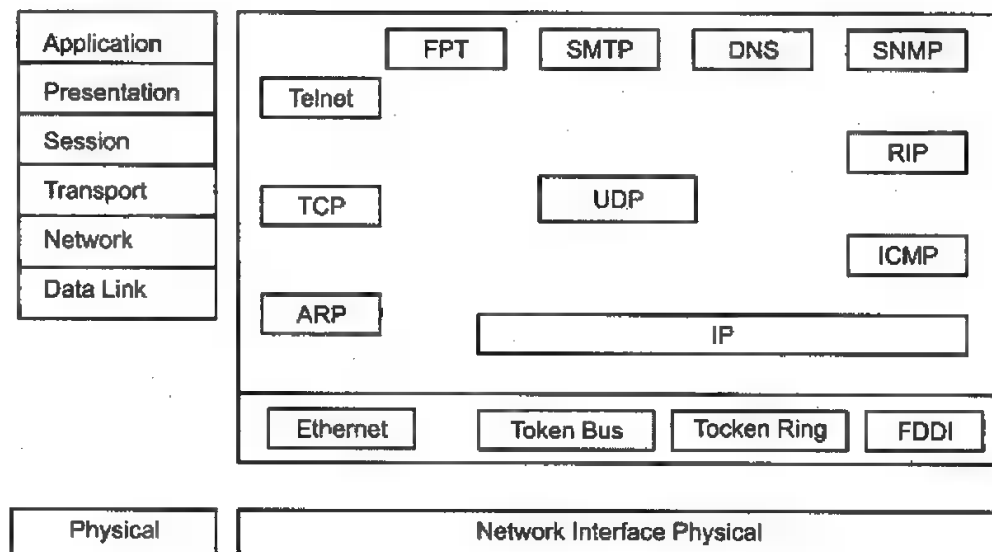 Application
Presentation
Session
Transport
Network
Data Link
FPT SMTP DNS SNMP
Telnet
RIP
TCP UDP
ICMP
ARP
IP
Ethernet Token Bus Tocken Ring FDDI
Physical Network Interface Physical